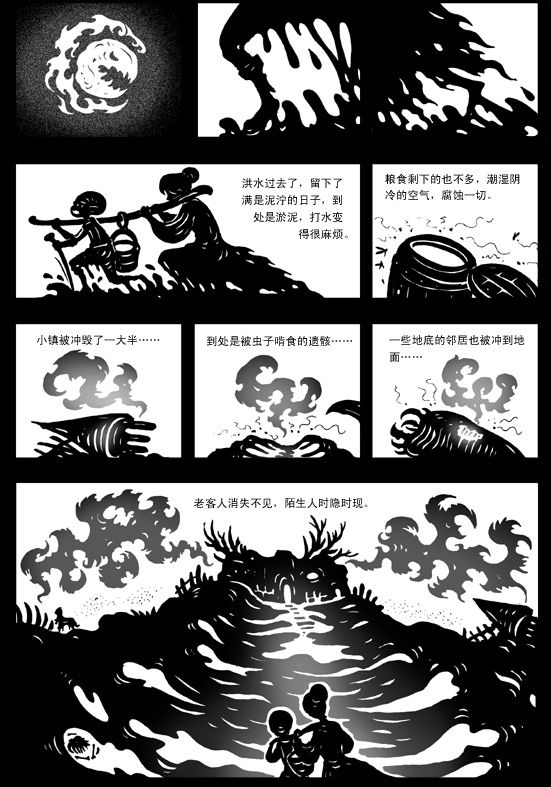 洪水过去了，留下了
满是泥泞的日子，到
处是淤泥，打水变
得很麻烦。
粮食剩下的也不多，潮湿阴
冷的空气，腐蚀一切。
小镇被冲毁了一大半……
到处是被虫子啃食的遗骸……
一些地底的邻居也被冲到地
面……
老客人消失不见，陌生人时隐时现。